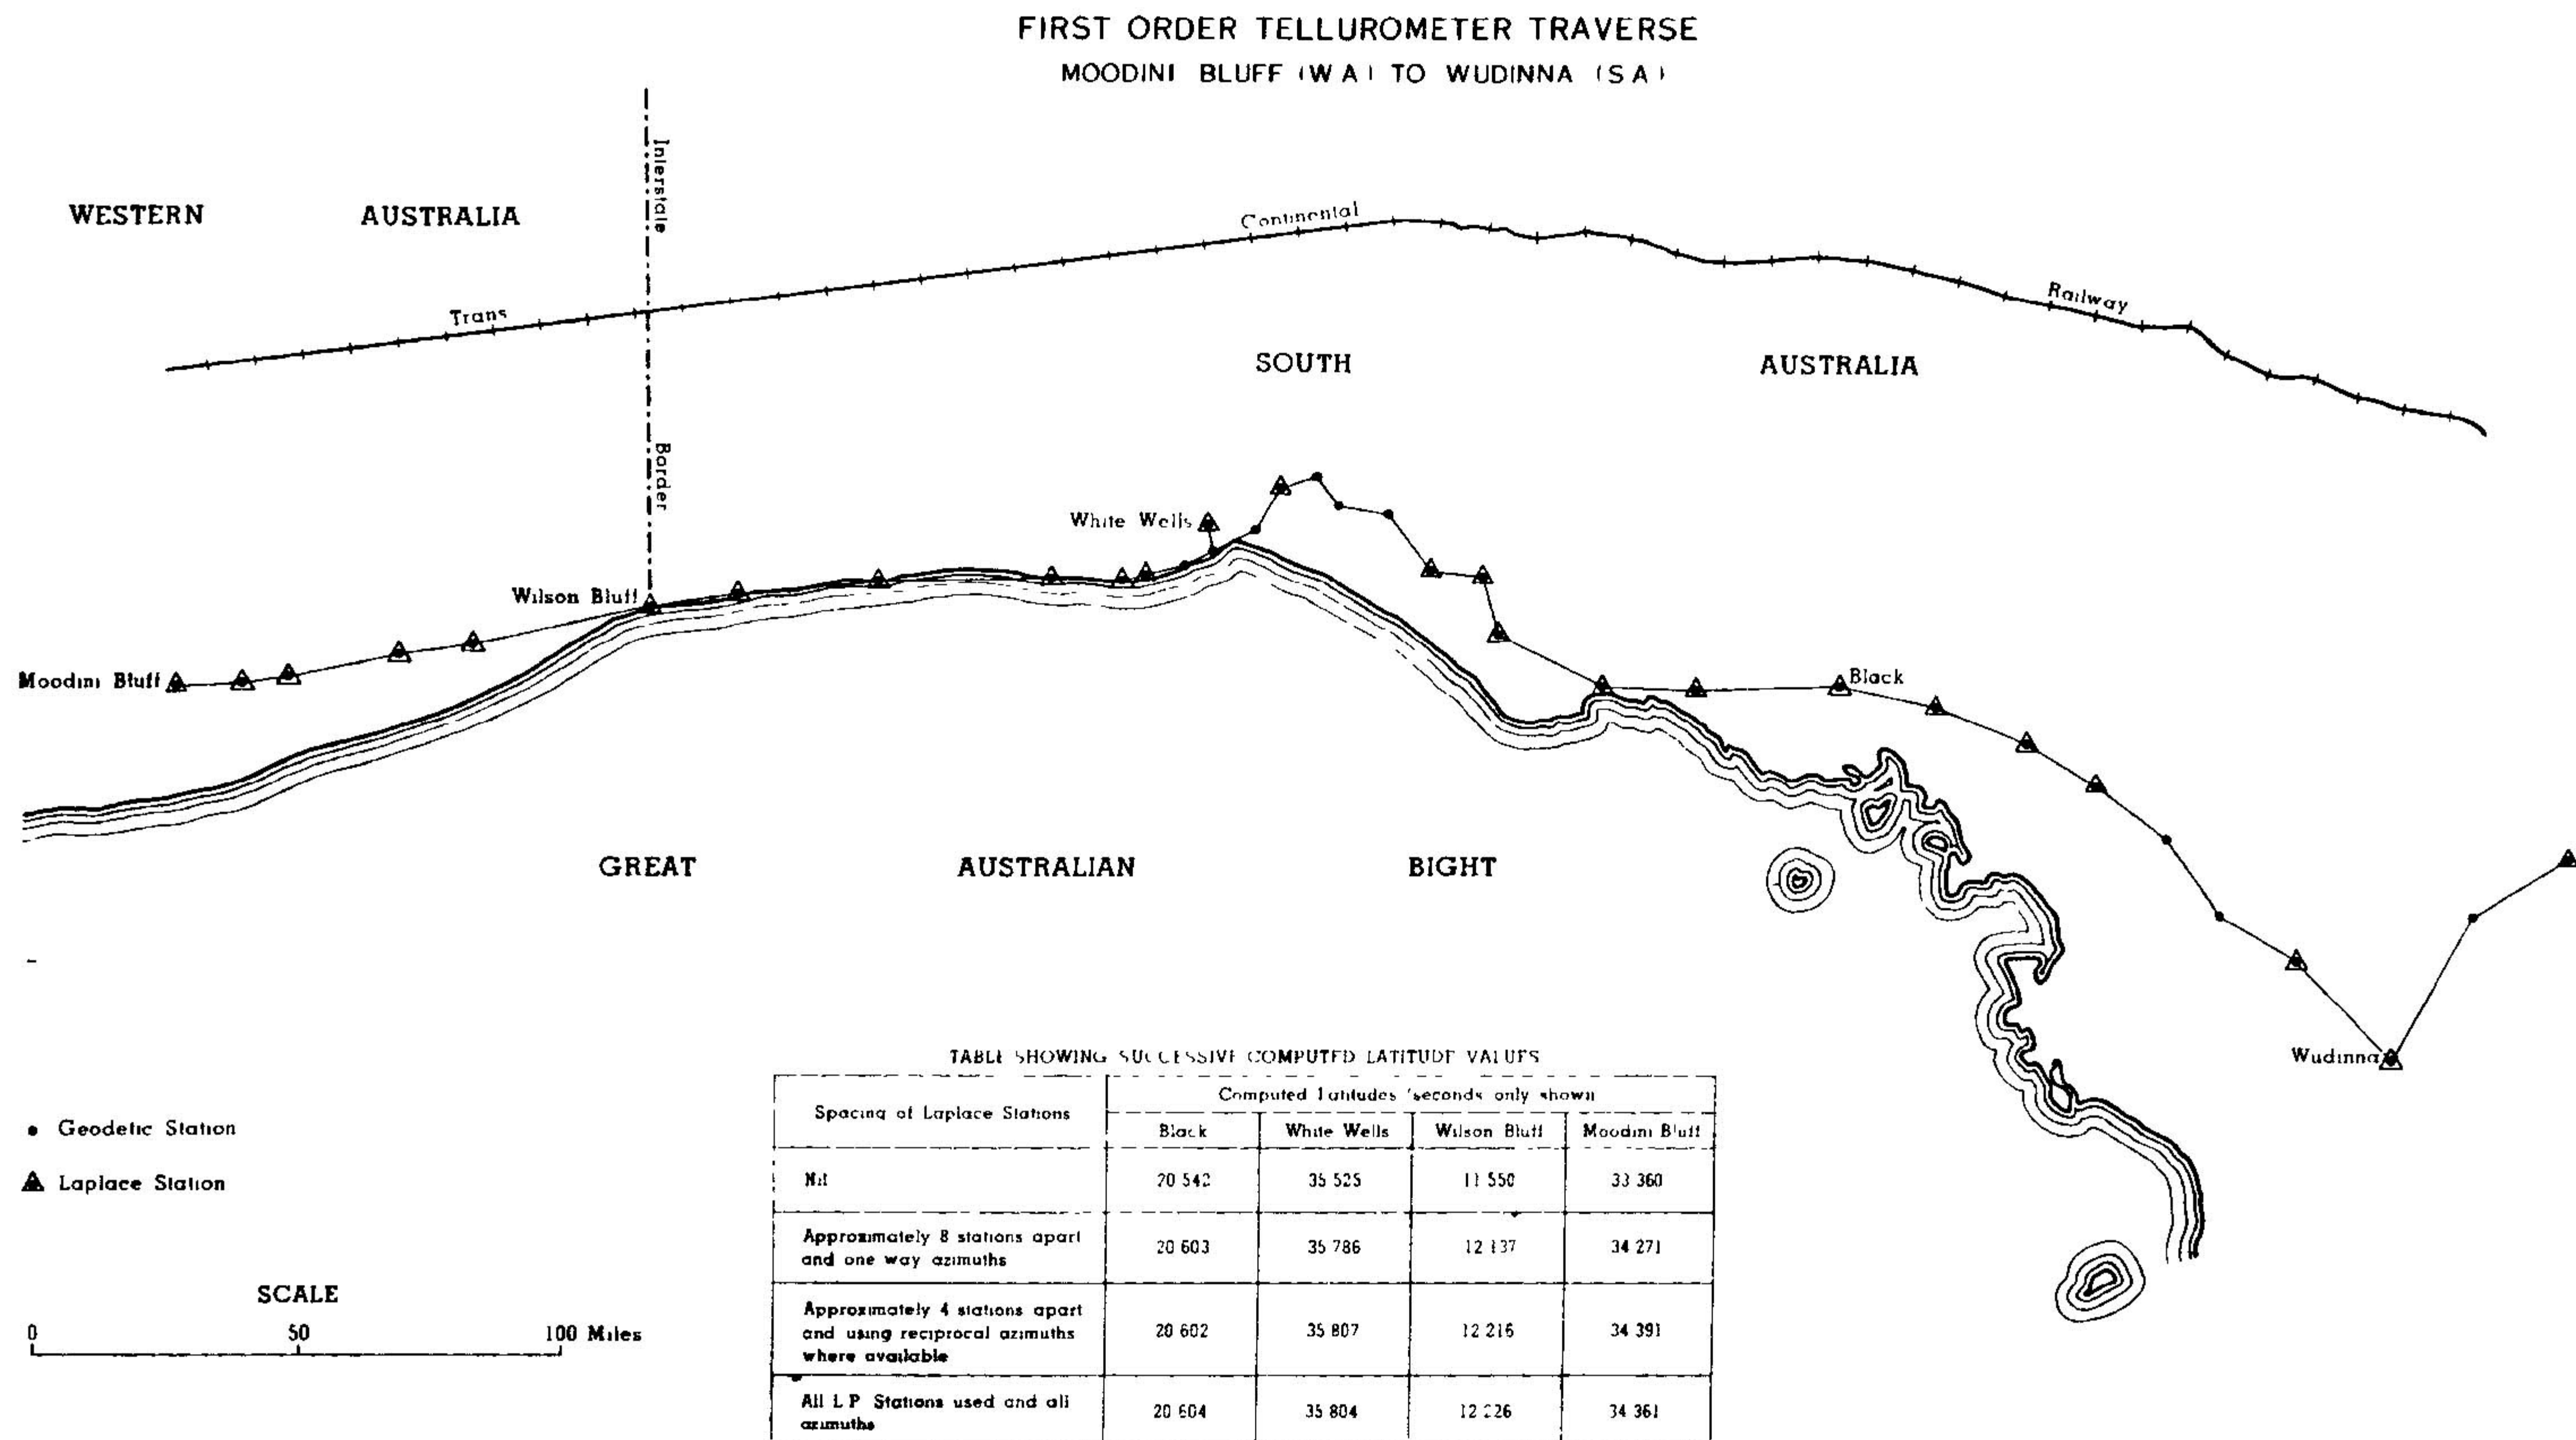 FIRST ORDER TELLUROMETER TRAVERSE
MOODINI BLUFF (W A) TO WUDINNA (S A)
Interstate
WESTERN AUSTRALIA
Continental
Trans
Railway
SOUTH AUSTRALIA
Border
White Wells
Wilson Bluff
Moodini Bluff
Black
GREAT AUSTRALIAN BIGHT
Wudinna
TABLE SHOWING SUCCESSIVE COMPUTED LATITUDE VALUES
Spacing of Laplace Stations
Computed Latitudes (seconds only shown
Black White Wells Wilson Bluff Moodini Bluff
Nil 20 542 35 525 11 550 33 360
Approximately 8 stations apart
and one way azimuths
20 603 35 786 12 137 34 271
Approximately 4 stations apart
and using reciprocal azimuths
where available
20 602 35 807 12 216 34 391
All L P Stations used and all
azimuths
20 604 35 804 12 226 34 361
Geodetic Station
Laplace Station
SCALE
0 50 100 Miles